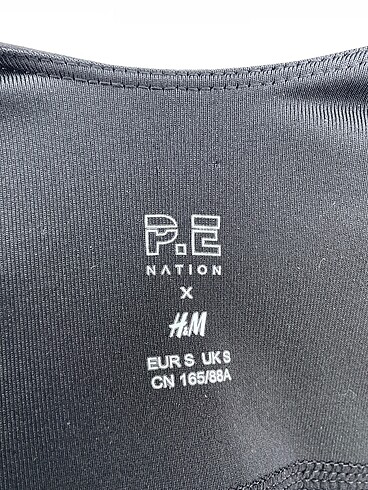 P.E
NATION
X
H&M
EUR S UK S
CN 165/88A